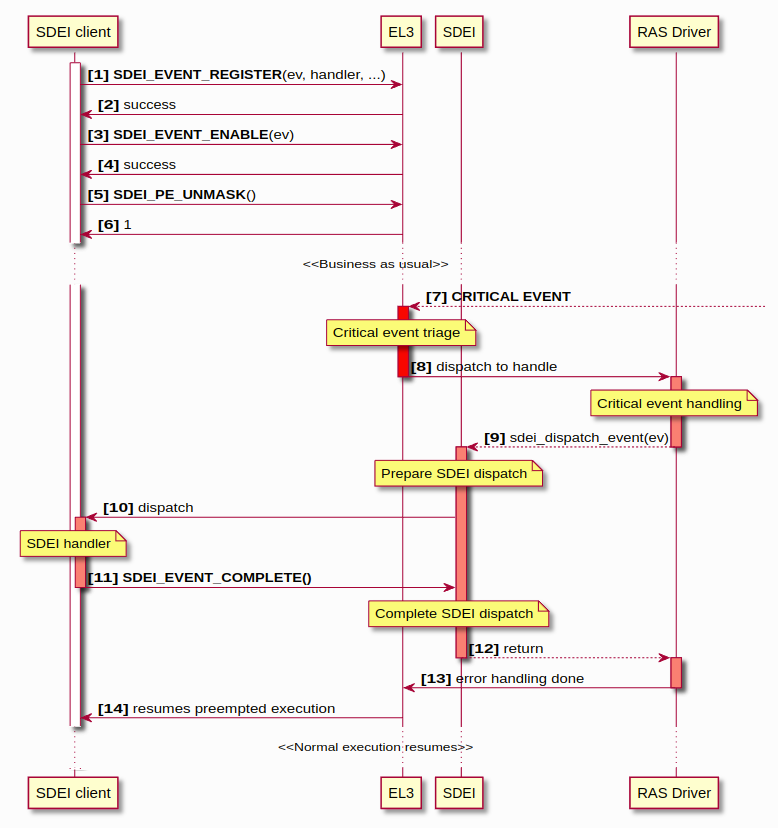 SDEI client EL3 SDEI RAS Driver
[1] SDEI_EVENT_REGISTER(ev, handler, ...)
[2] success
[3] SDEI_EVENT_ENABLE(ev)
[4] success
[5] SDEI_PE_UNMASK()
[6] 1
<<Business as usual>>
[7] CRITICAL EVENT
Critical event triage
[8] dispatch to handle
Critical event handling
[9] sdei_dispatch_event(ev)
Prepare SDEI dispatch
[10] dispatch
SDEI handler
[11] SDEI_EVENT_COMPLETE()
Complete SDEI dispatch
[12] return
[13] error handling done
[14] resumes preempted execution
<<Normal execution resumes>>
SDEI client EL3 SDEI RAS Driver